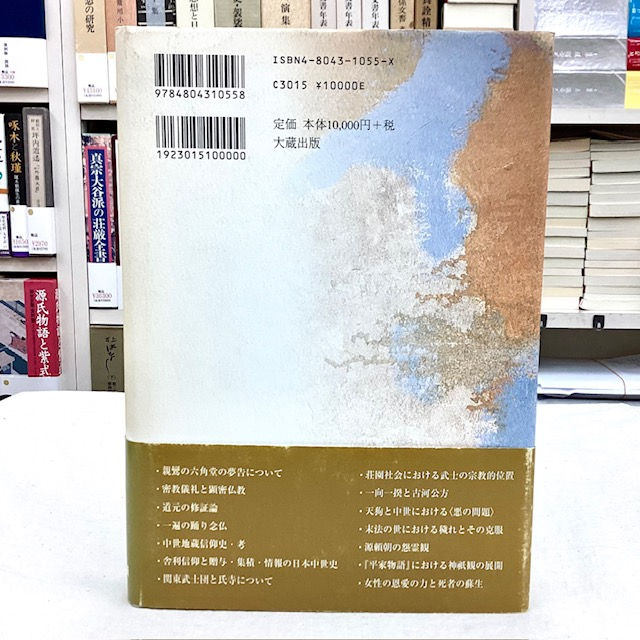 ISBN4-8043-1055-X
C3015 ¥10000E
9784804310558
定価 本体10,000円+税
大蔵出版
1923015100000
・親鸞の六角堂の夢告について
・密教儀礼と顕密仏教
・道元の修証論
・一遍の踊り念仏
・中世地蔵信仰史・考
・舎利信仰と贈与・集積・情報の日本中世史
・関東武士団と氏寺について
・荘園社会における武士の宗教的位置
・一向一揆と古河公方
・天狗と中世における〈悪の問題〉
・末法の世における穢れとその克服
・源頼朝の怨霊観
・『平家物語』における神祇観の展開
・女性の恩愛の力と死者の蘇生
啄木と秋瑾
坪内逍遥
真宗大谷派の荘厳全書
源氏物語と紫式